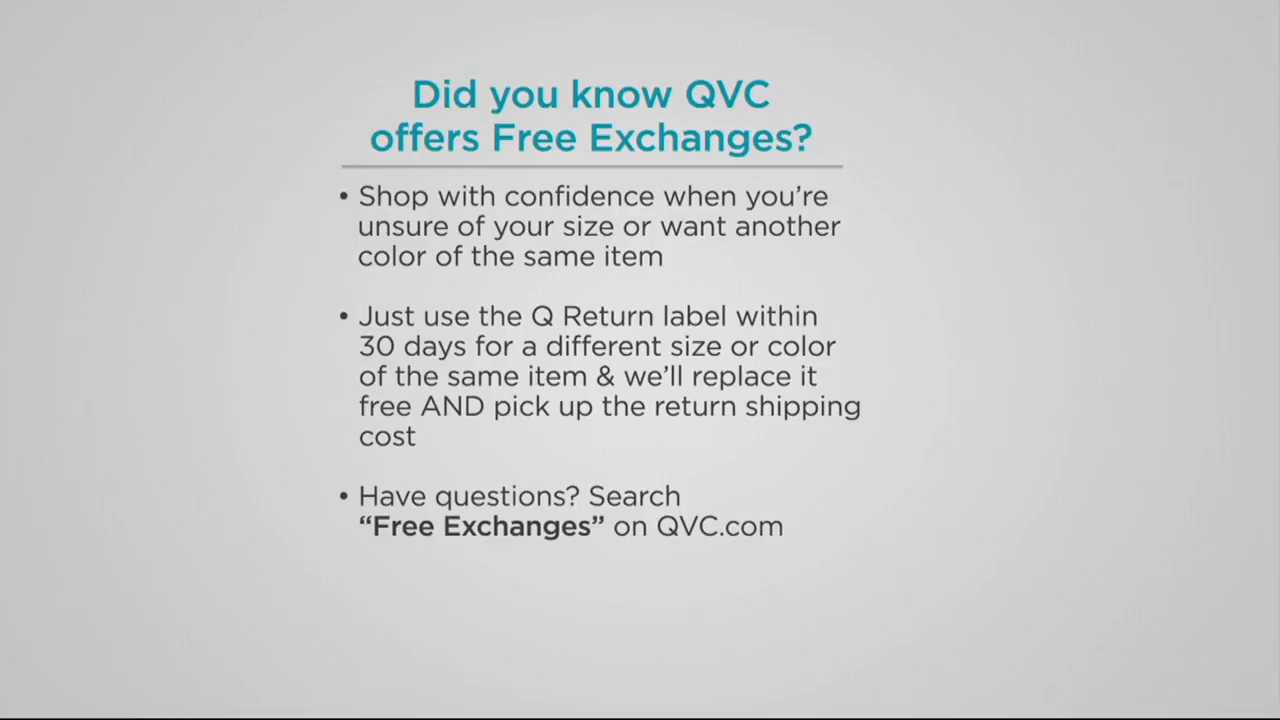 Did you know QVC
offers Free Exchanges?
• Shop with confidence when you’re
unsure of your size or want another
color of the same item
• Just use the Q Return label within
30 days for a different size or color
of the same item & we’ll replace it
free AND pick up the return shipping
cost
• Have questions? Search
“Free Exchanges” on QVC.com